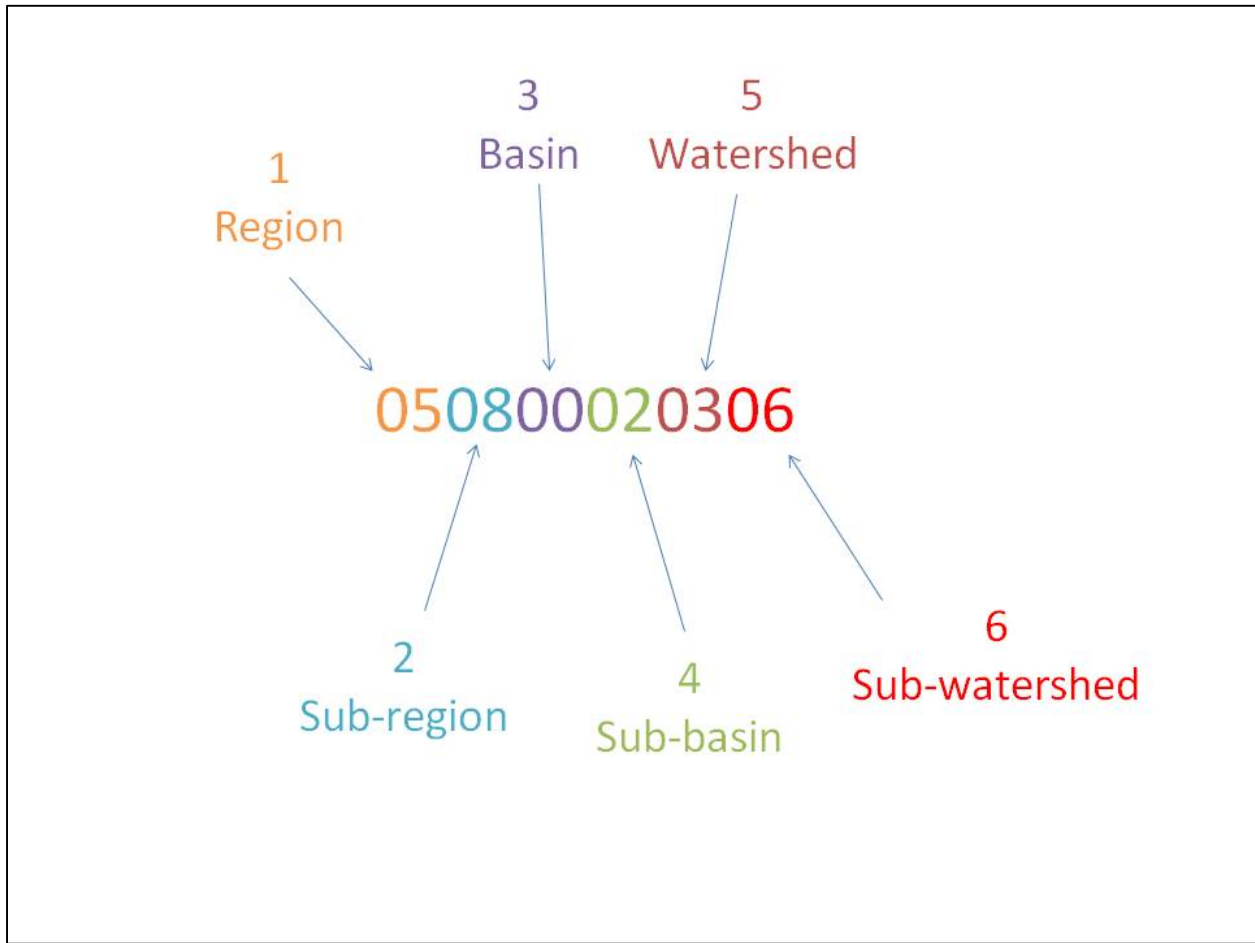 3
Basin
5
Watershed
1
Region
050800020306
2
Sub-region
4
Sub-basin
6
Sub-watershed